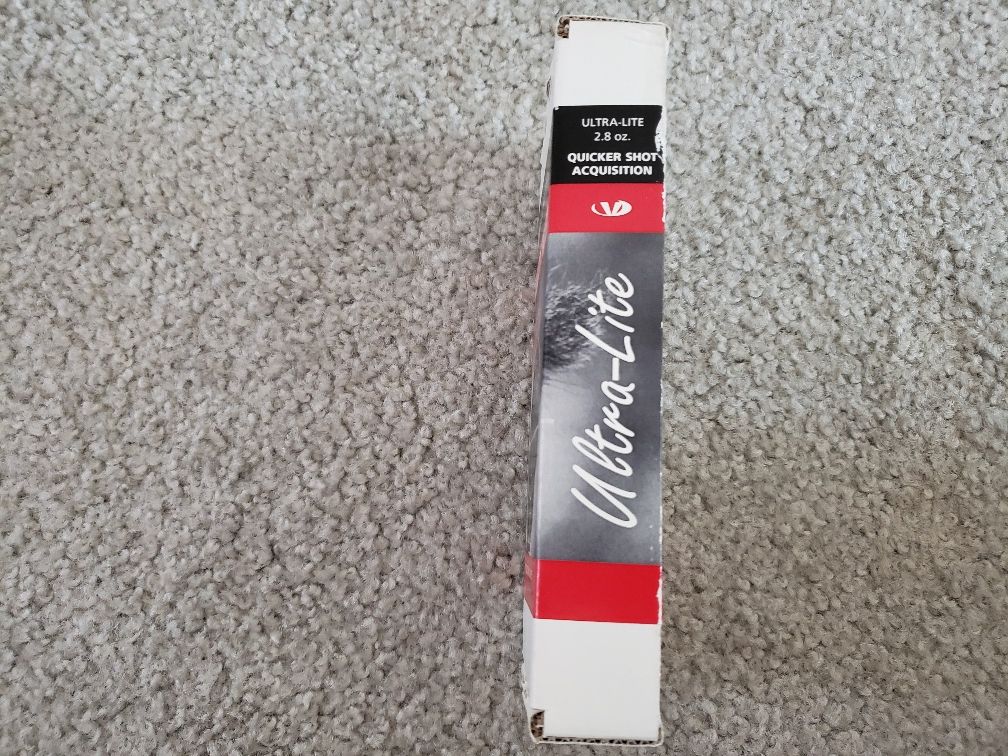 ULTRA-LITE
2.8 oz.
QUICKER SHOT
ACQUISITION
V
Ultra-Lite